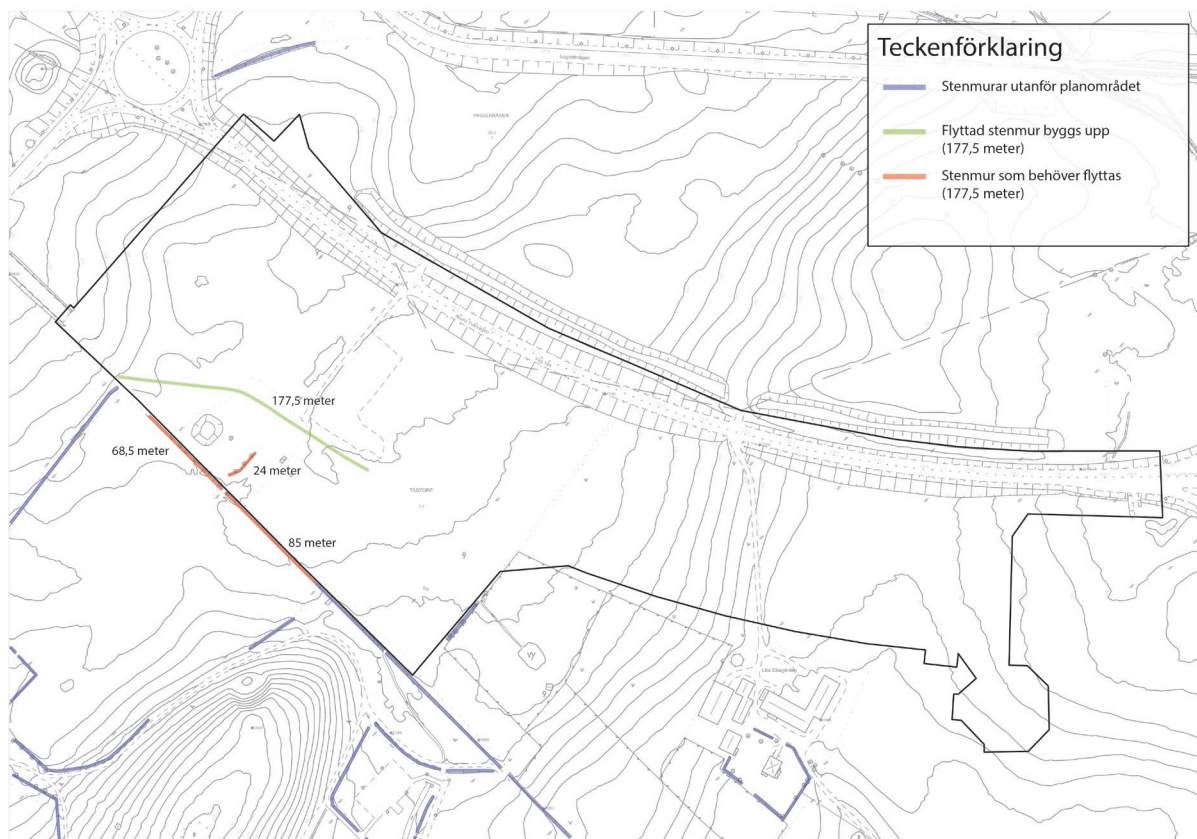 Teckenförklaring
Stenmurar utanför planområdet
Flyttad stenmur byggs upp
(177,5 meter)
Stenmur som behöver flyttas
(177,5 meter)
177,5 meter
68,5 meter
24 meter
85 meter
TÅSTORP